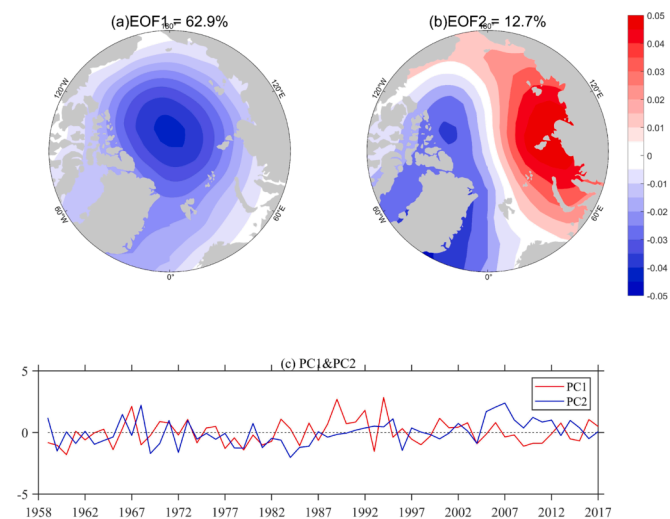 (a)EOF1 = 62.9%
(b)EOF2 = 12.7%
180°
180°
120°W
120°E
120°W
120°E
60°W
60°E
60°W
60°E
0°
0°
0.05
0.04
0.03
0.02
0.01
0
-0.01
-0.02
-0.03
-0.04
-0.05
(c) PC1&PC2
5
0
-5
PC1
PC2
1958 1962 1967 1972 1977 1982 1987 1992 1997 2002 2007 2012 2017